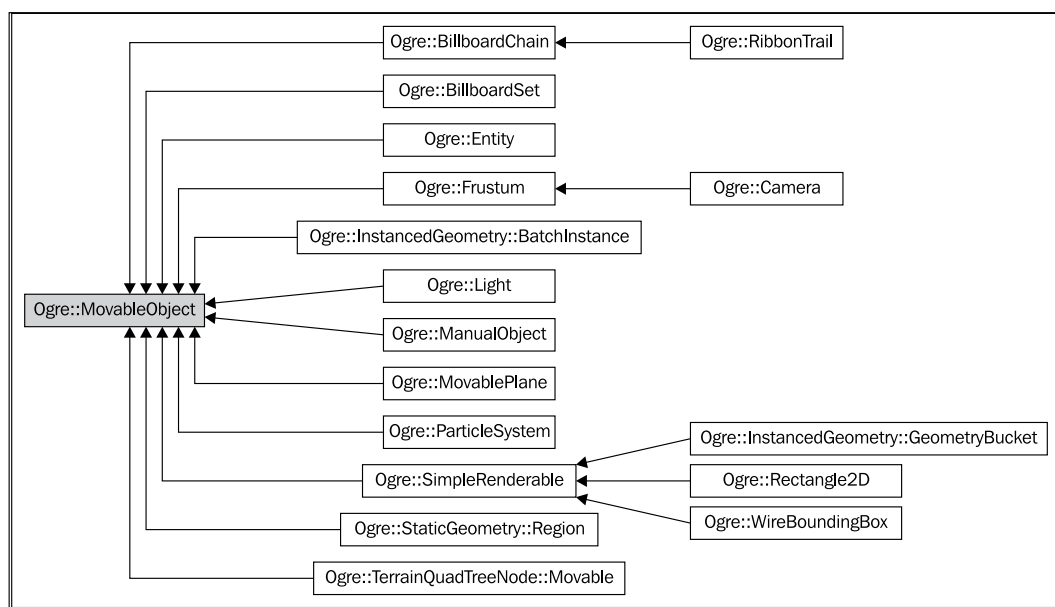 Ogre::BillboardChain
Ogre::RibbonTrail
Ogre::BillboardSet
Ogre::Entity
Ogre::Frustum
Ogre::Camera
Ogre::InstancedGeometry::BatchInstance
Ogre::Light
Ogre::MovableObject
Ogre::ManualObject
Ogre::MovablePlane
Ogre::ParticleSystem
Ogre::InstancedGeometry::GeometryBucket
Ogre::SimpleRenderable
Ogre::Rectangle2D
Ogre::WireBoundingBox
Ogre::StaticGeometry::Region
Ogre::TerrainQuadTreeNode::Movable